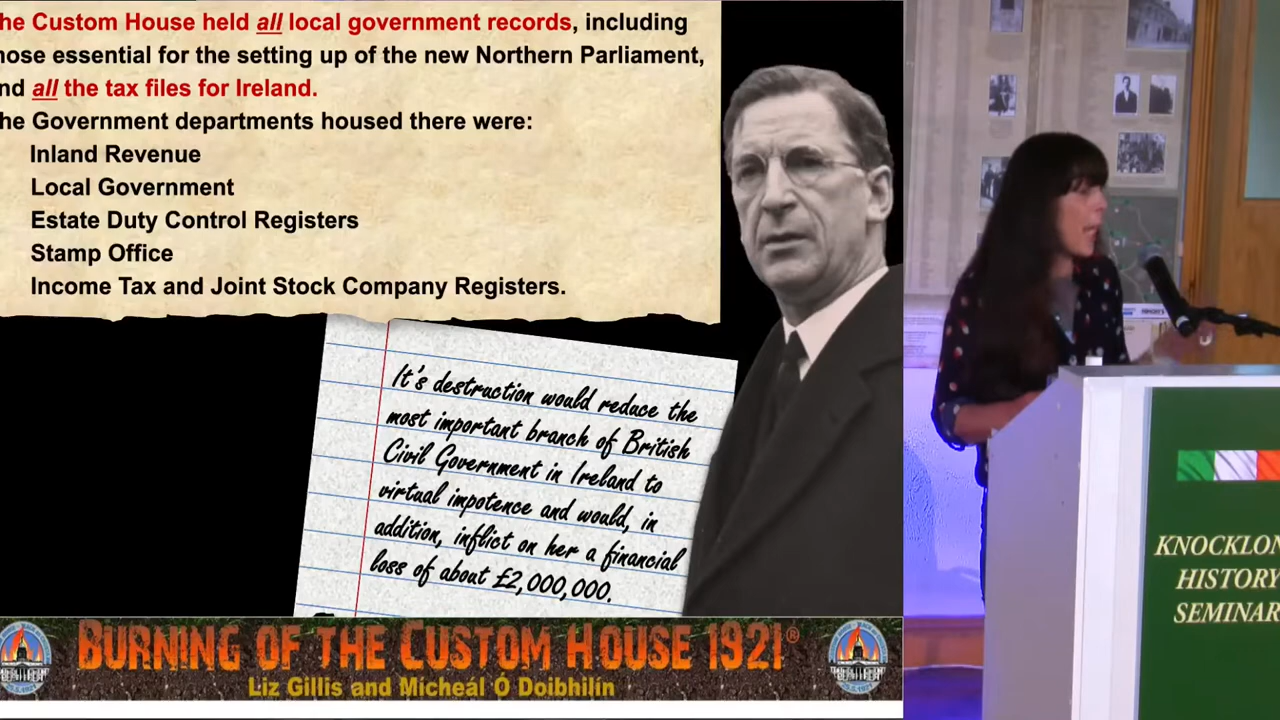 he Custom House held all local government records, including
hose essential for the setting up of the new Northern Parliament,
nd all the tax files for Ireland.
he Government departments housed there were:
Inland Revenue
Local Government
Estate Duty Control Registers
Stamp Office
Income Tax and Joint Stock Company Registers.
It's destruction would reduce the
most important branch of British
Civil Government in Ireland to
virtual impotence and would, in
addition, inflict on her a financial
loss of about £2,000,000.
BURNING OF THE CUSTOM HOUSE 1921®
Liz Gillis and Mícheál Ó Doibhilín
KNOCKLON
HISTORY
SEMINAR